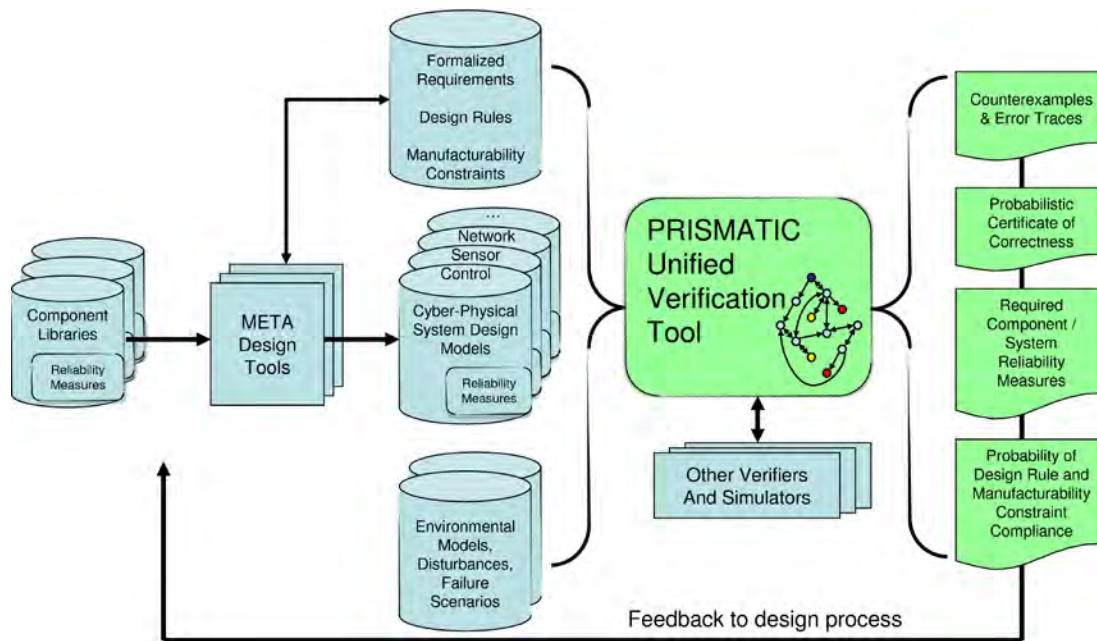 Formalized
Requirements
Design Rules
Manufacturability
Constraints
Component
Libraries
Reliability
Measures
META
Design
Tools
...
Network
Sensor
Control
Cyber-Physical
System Design
Models
Reliability
Measures
Environmental
Models,
Disturbances,
Failure
Scenarios
PRISMATIC
Unified
Verification
Tool
Other Verifiers
And Simulators
Counterexamples
& Error Traces
Probabilistic
Certificate of
Correctness
Required
Component /
System
Reliability
Measures
Probability of
Design Rule and
Manufacturability
Constraint
Compliance
Feedback to design process